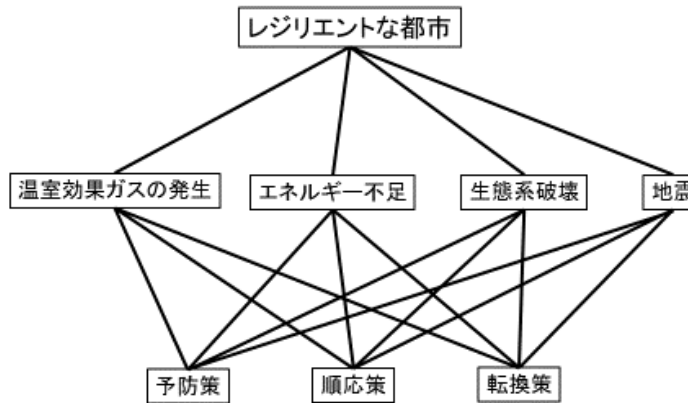 レジリエントな都市
温室効果ガスの発生
エネルギー不足
生態系破壊
地震
予防策
順応策
転換策